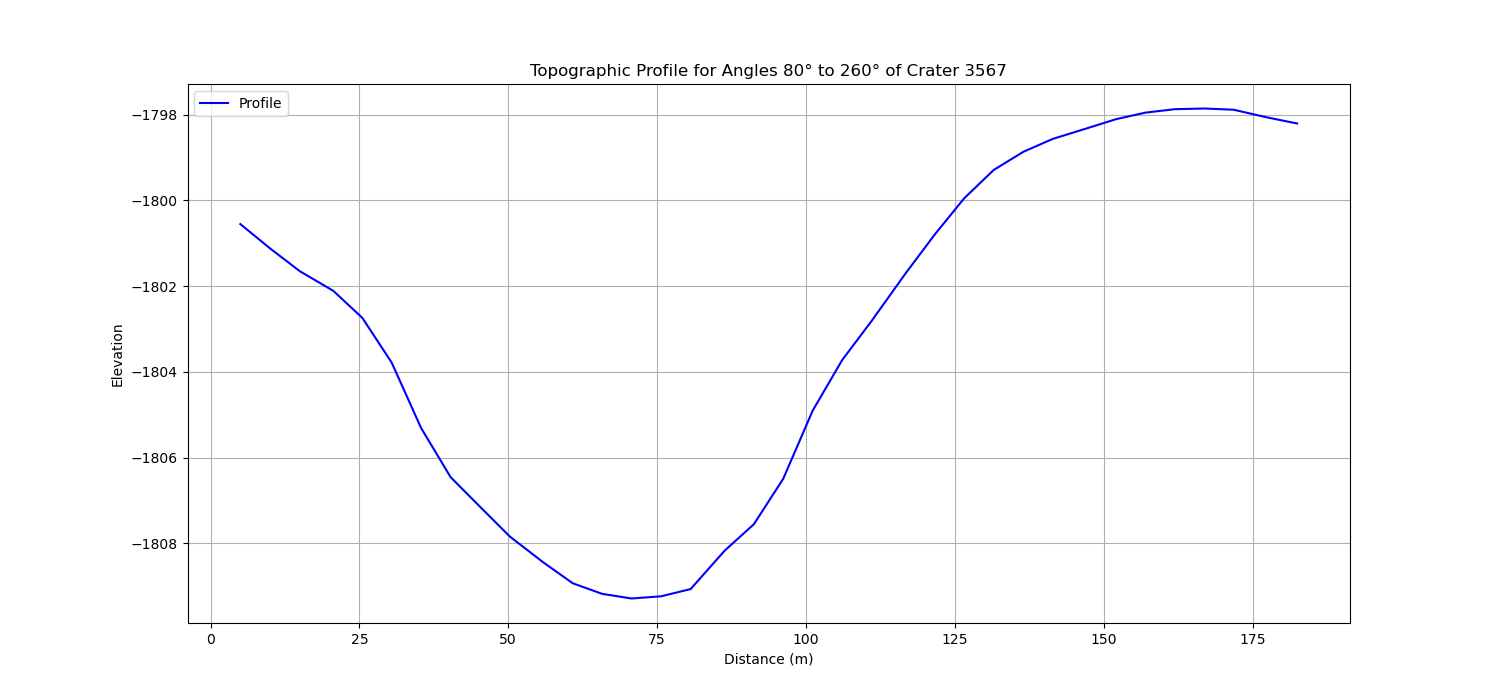 Topographic Profile for Angles 80° to 260° of Crater 3567
Profile
−1798
−1800
−1802
−1804
−1806
−1808
Elevation
0 25 50 75 100 125 150 175
Distance (m)